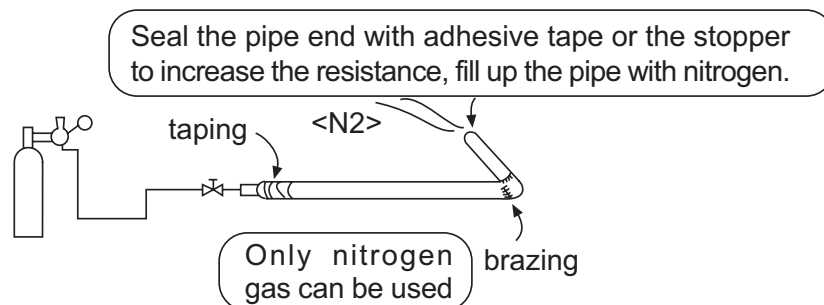 Seal the pipe end with adhesive tape or the stopper
to increase the resistance, fill up the pipe with nitrogen.
<N2>
taping
Only nitrogen
gas can be used
brazing